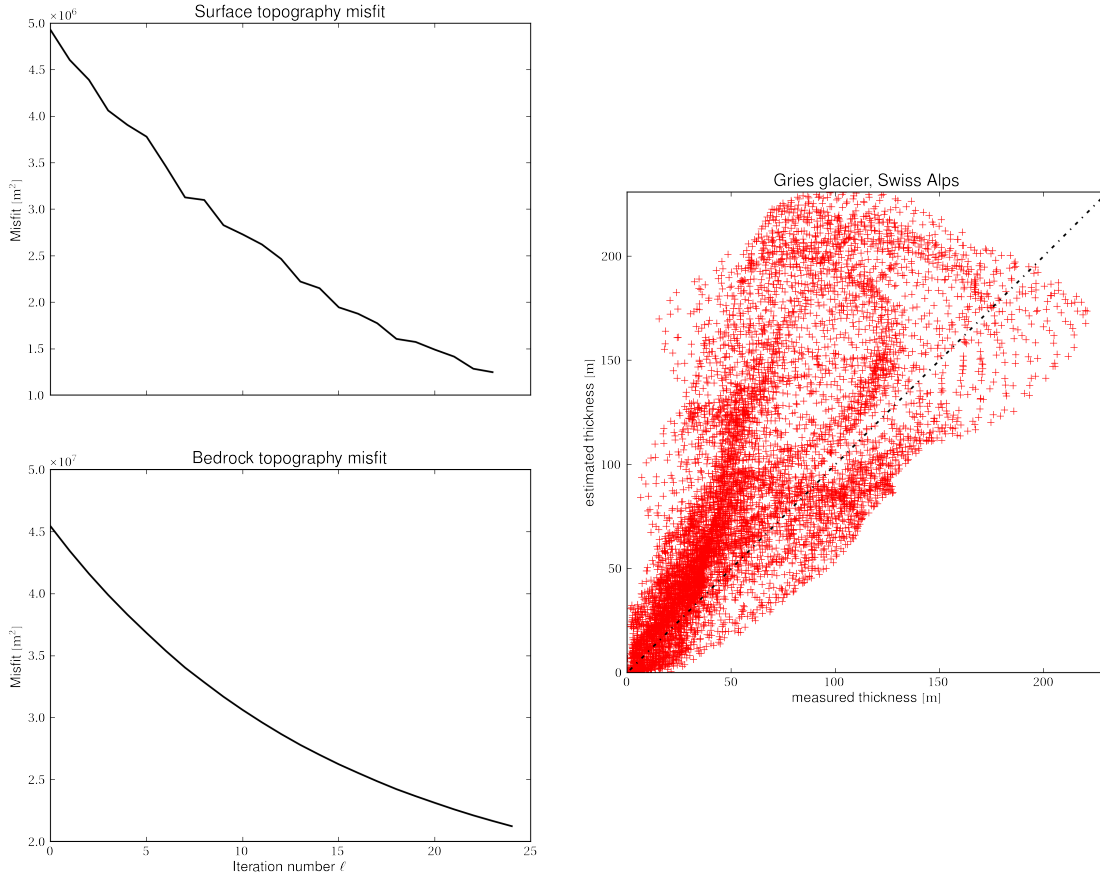 Surface topography misfit
×10⁶
5.0
4.5
4.0
3.5
3.0
2.5
2.0
1.5
1.0
Misfit [m²]
Bedrock topography misfit
×10⁷
5.0
4.5
4.0
3.5
3.0
2.5
2.0
Misfit [m²]
0 5 10 15 20 25
Iteration number ℓ
Gries glacier, Swiss Alps
200
150
100
50
0
estimated thickness [m]
0 50 100 150 200
measured thickness [m]